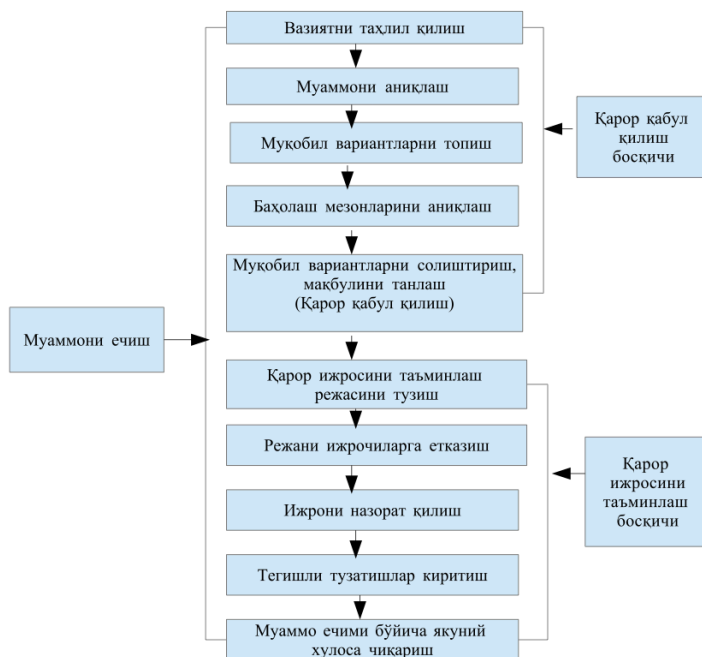 Вазиятни таҳлил қилиш
Муаммони аниқлаш
Муқобил вариантларни топиш
Баҳолаш мезонларини аниқлаш
Муқобил вариантларни солиштириш,
мақбулини танлаш
(Қарор қабул қилиш)
Қарор қабул
қилиш
босқичи
Муаммони ечиш
Қарор ижросини таъминлаш
режасини тузиш
Режани ижрочиларга етказиш
Ижрони назорат қилиш
Тегишли тузатишлар киритиш
Муаммо ечими бўйича якуний
хулоса чиқариш
Қарор
ижросини
таъминлаш
босқичи